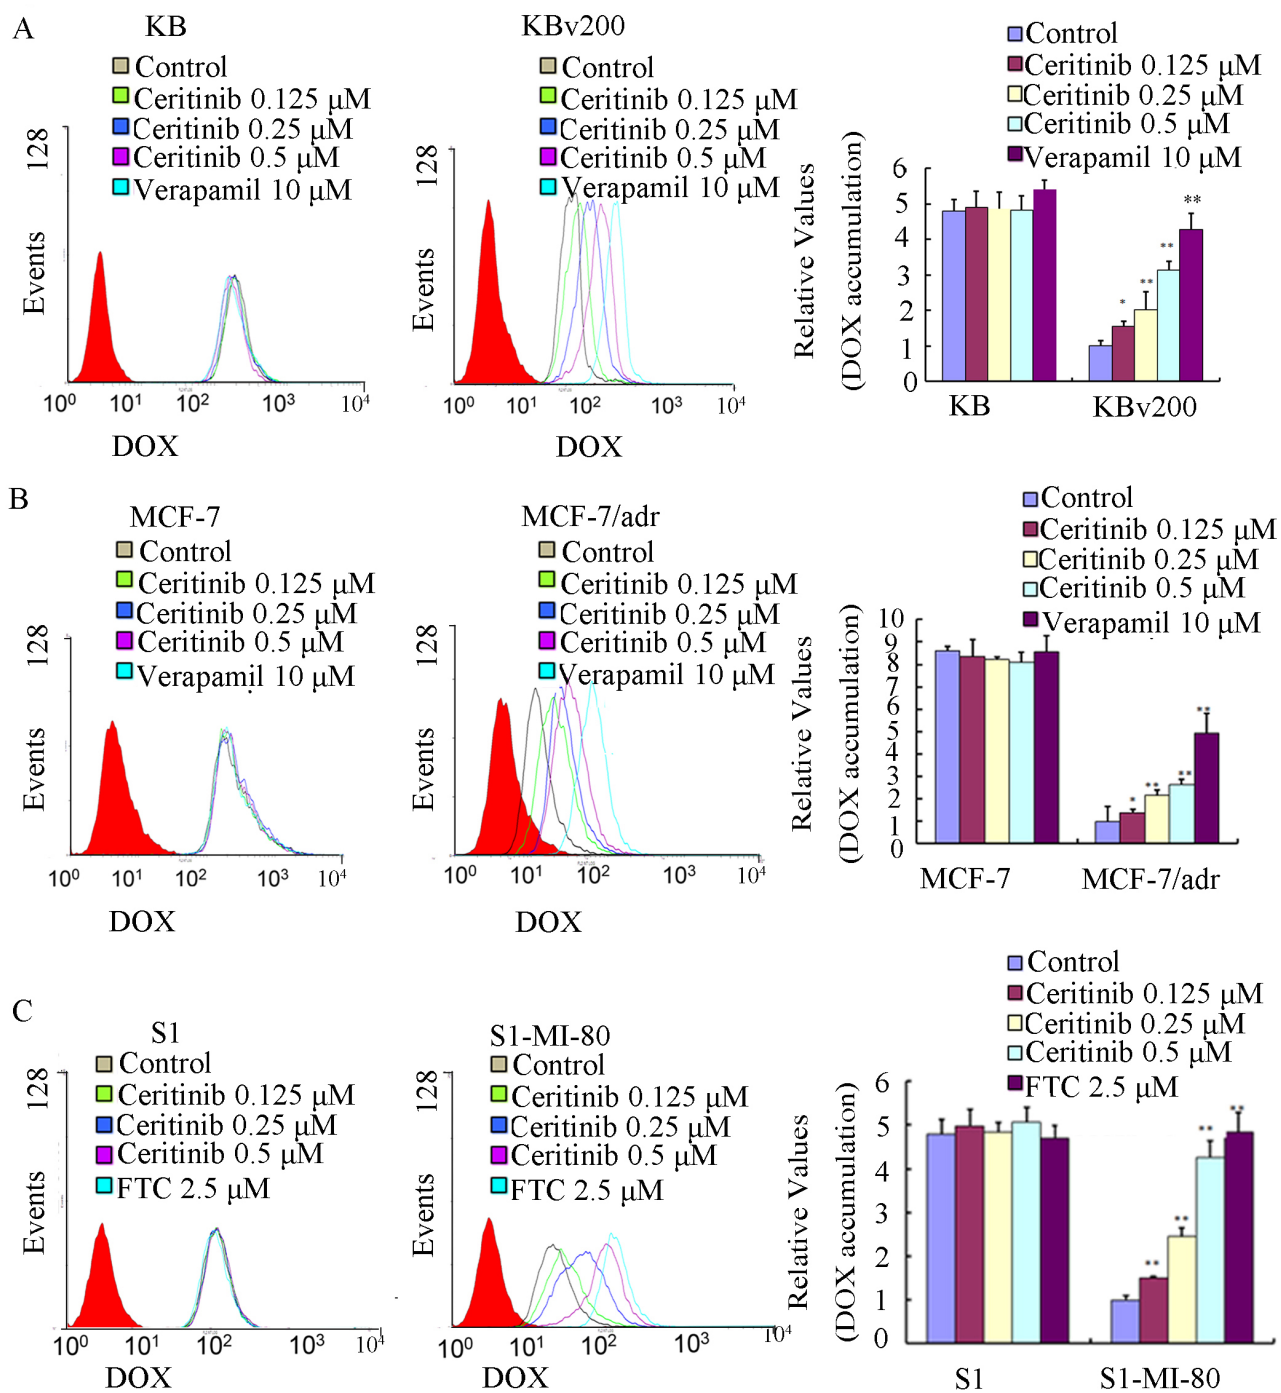 A
KB
Control
Ceritinib 0.125 μM
Ceritinib 0.25 μM
Ceritinib 0.5 μM
Verapamil 10 μM
128
Events
10⁰ 10¹ 10² 10³ 10⁴
DOX
KBv200
Control
Ceritinib 0.125 μM
Ceritinib 0.25 μM
Ceritinib 0.5 μM
Verapamil 10 μM
128
Events
10⁰ 10¹ 10² 10³ 10⁴
DOX
Control
Ceritinib 0.125 μM
Ceritinib 0.25 μM
Ceritinib 0.5 μM
Verapamil 10 μM
Relative Values
(DOX accumulation)
6
5
4
3
2
1
0
* ** ** **
KB KBv200
B
MCF-7
Control
Ceritinib 0.125 μM
Ceritinib 0.25 μM
Ceritinib 0.5 μM
Verapamil 10 μM
128
Events
10⁰ 10¹ 10² 10³ 10⁴
DOX
MCF-7/adr
Control
Ceritinib 0.125 μM
Ceritinib 0.25 μM
Ceritinib 0.5 μM
Verapamil 10 μM
128
Events
10⁰ 10¹ 10² 10³ 10⁴
DOX
Control
Ceritinib 0.125 μM
Ceritinib 0.25 μM
Ceritinib 0.5 μM
Verapamil 10 μM
Relative Values
(DOX accumulation)
10
9
8
7
6
5
4
3
2
1
0
* ** ** **
MCF-7 MCF-7/adr
C
S1
Control
Ceritinib 0.125 μM
Ceritinib 0.25 μM
Ceritinib 0.5 μM
FTC 2.5 μM
128
Events
10⁰ 10¹ 10² 10³ 10⁴
DOX
S1-MI-80
Control
Ceritinib 0.125 μM
Ceritinib 0.25 μM
Ceritinib 0.5 μM
FTC 2.5 μM
128
Events
10⁰ 10¹ 10² 10³ 10⁴
DOX
Control
Ceritinib 0.125 μM
Ceritinib 0.25 μM
Ceritinib 0.5 μM
FTC 2.5 μM
Relative Values
(DOX accumulation)
6
5
4
3
2
1
0
** ** ** **
S1 S1-MI-80